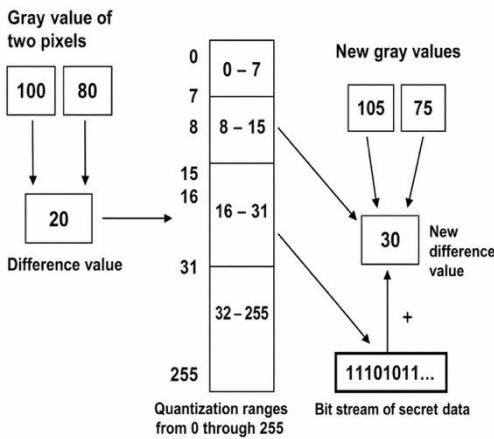 Gray value of
two pixels
100
80
20
Difference value
0
7
8
15
16
31
255
0 – 7
8 – 15
16 – 31
32 – 255
Quantization ranges
from 0 through 255
New gray values
105
75
30
New
difference
value
+
11101011...
Bit stream of secret data